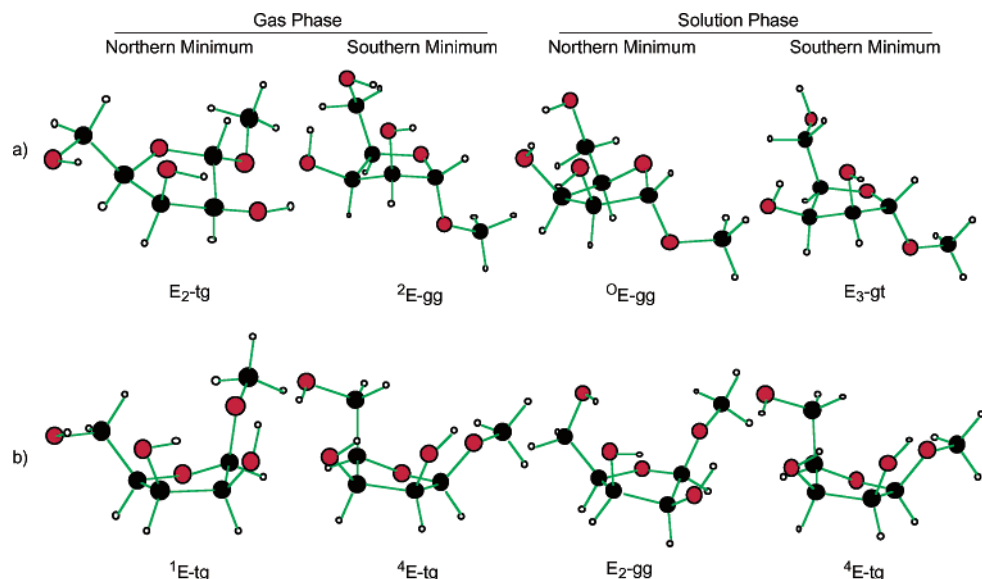 Gas Phase Solution Phase
Northern Minimum Southern Minimum Northern Minimum Southern Minimum
a)
E₂-tg ²E-gg ᴼE-gg E₃-gt
b)
¹E-tg ⁴E-tg E₂-gg ⁴E-tg